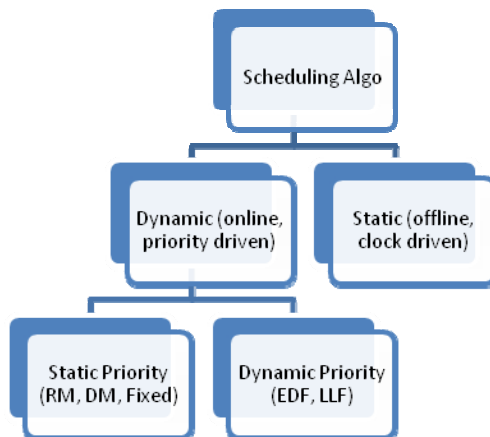 Scheduling Algo
Dynamic (online,
priority driven)
Static (offline,
clock driven)
Static Priority
(RM, DM, Fixed)
Dynamic Priority
(EDF, LLF)